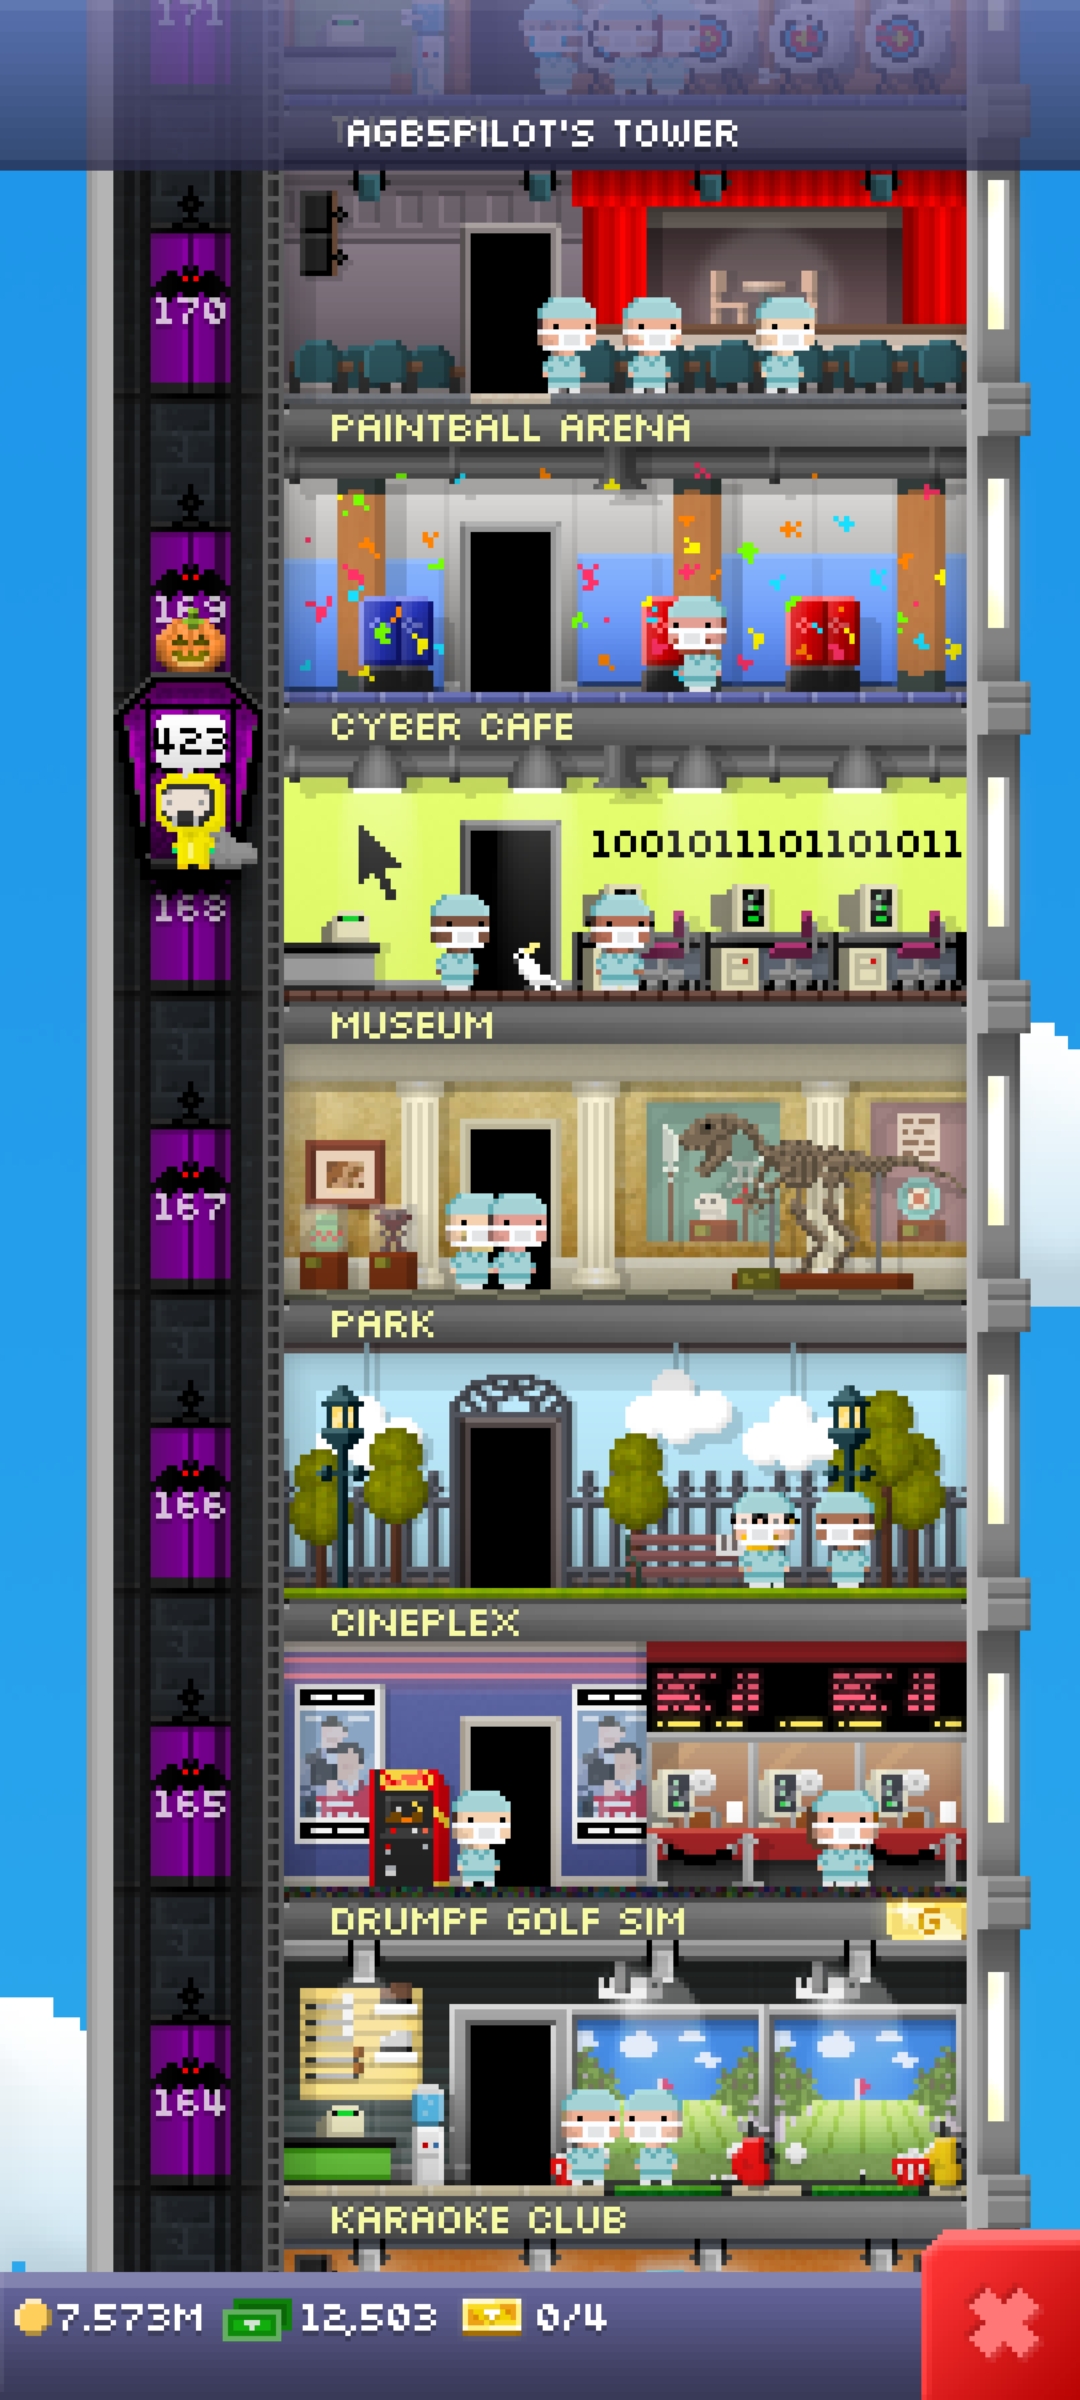 171
AGB5PILOT'S TOWER
170
PAINTBALL ARENA
169
CYBER CAFE
423
1001011101101011
168
MUSEUM
167
PARK
166
CINEPLEX
165
DRUMPF GOLF SIM
G
164
KARAOKE CLUB
7.573M
12,503
0/4